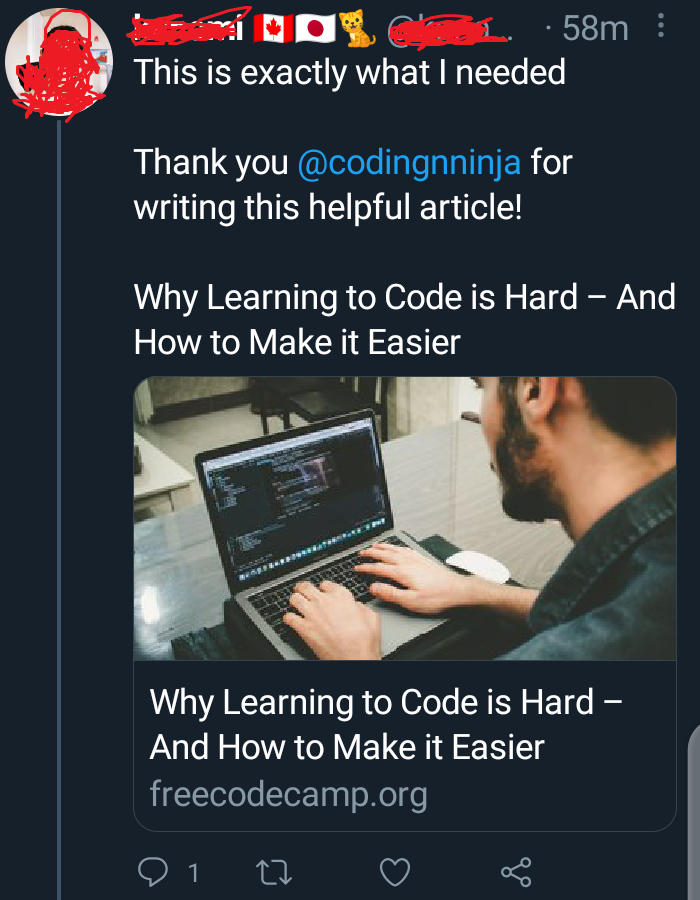 · 58m
This is exactly what I needed
Thank you @codingnninja for
writing this helpful article!
Why Learning to Code is Hard – And
How to Make it Easier
Why Learning to Code is Hard –
And How to Make it Easier
freecodecamp.org
1